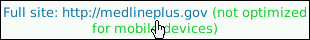 Full site: http://medlineplus.gov (not optimized
for mobile devices)